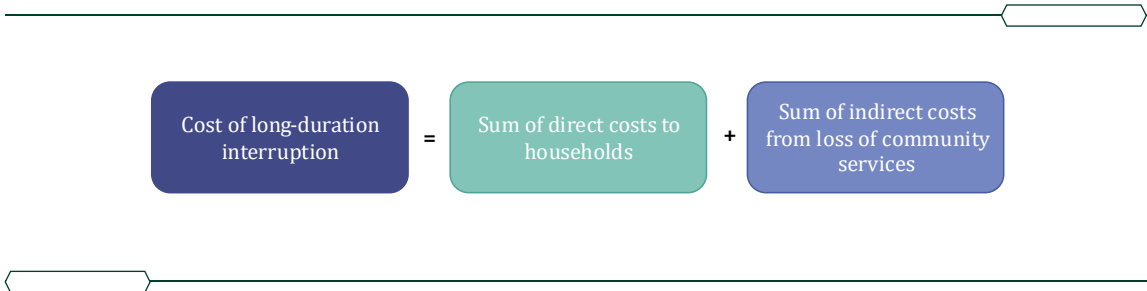 Cost of long-duration
interruption
=
Sum of direct costs to
households
+
Sum of indirect costs
from loss of community
services